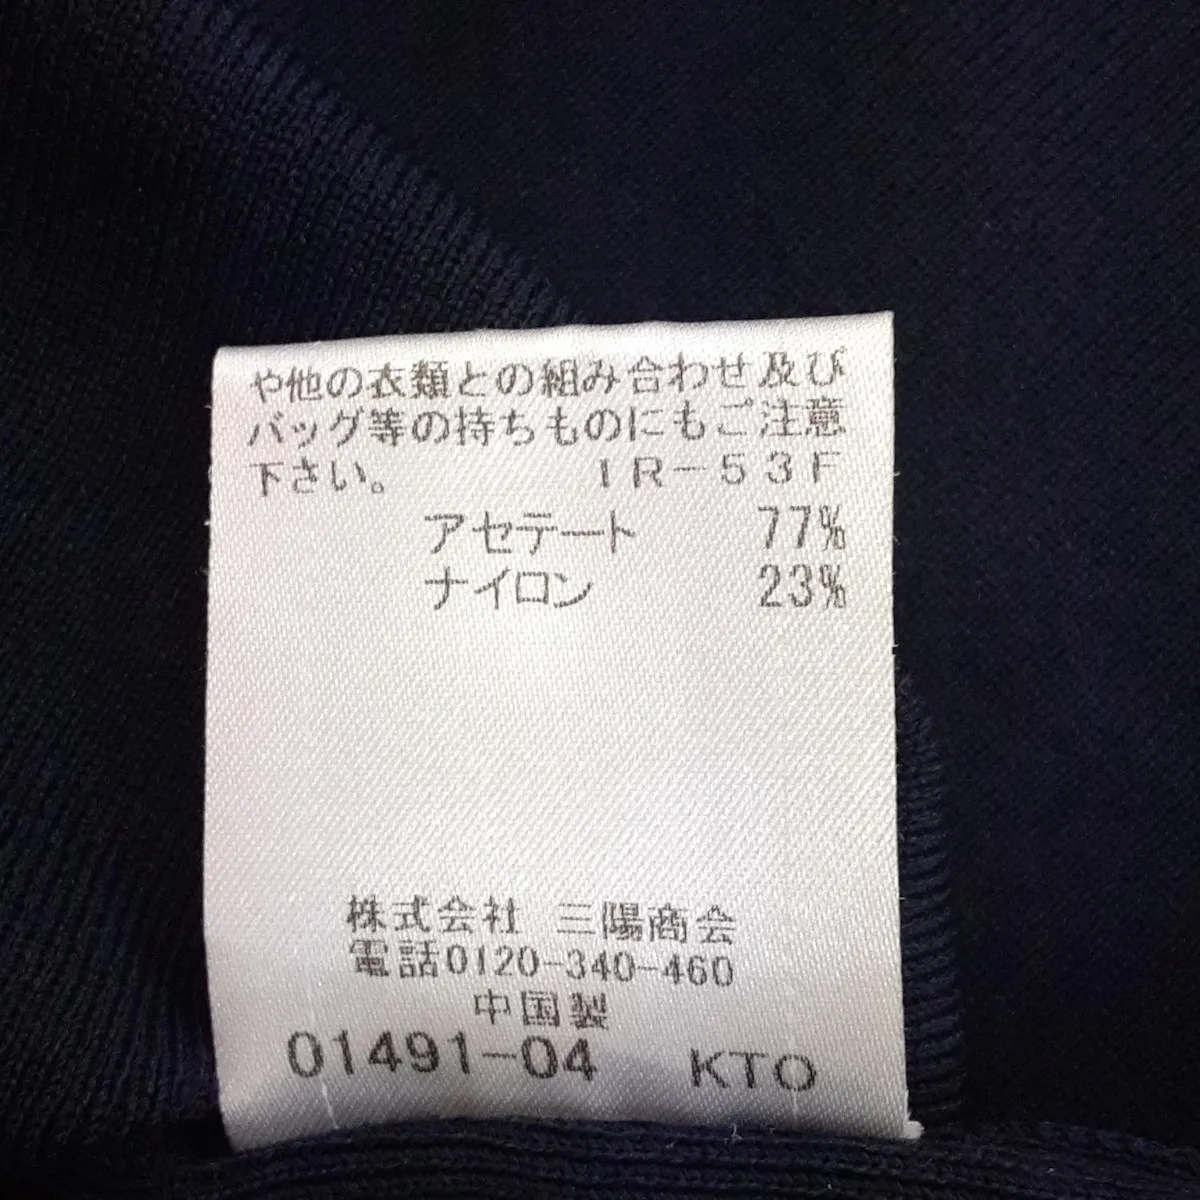 や他の衣類との組み合わせ及び
バッグ等の持ちものにもご注意
下さい。 IR-53F
アセテート 77%
ナイロン 23%
株式会社 三陽商会
電話0120-340-460
中国製
01491-04 KTO